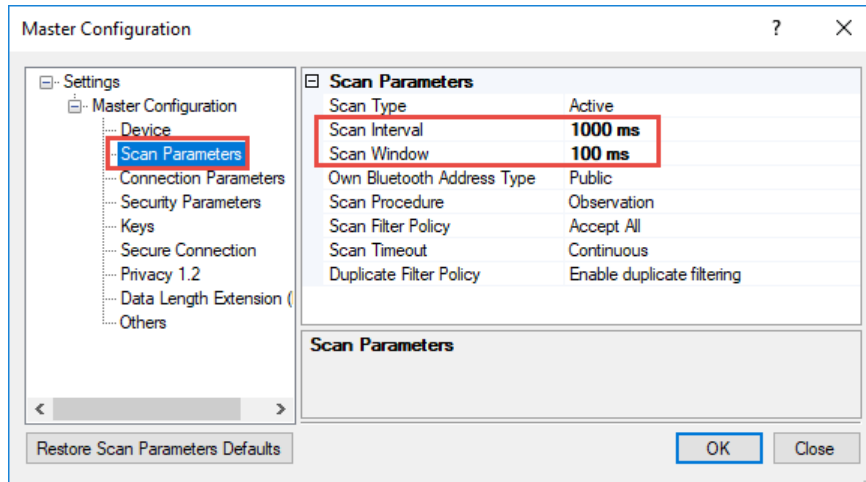 Master Configuration
? ×
Settings
Master Configuration
Device
Scan Parameters
Connection Parameters
Security Parameters
Keys
Secure Connection
Privacy 1.2
Data Length Extension (
Others
Scan Parameters
Scan Type Active
Scan Interval 1000 ms
Scan Window 100 ms
Own Bluetooth Address Type Public
Scan Procedure Observation
Scan Filter Policy Accept All
Scan Timeout Continuous
Duplicate Filter Policy Enable duplicate filtering
Scan Parameters
Restore Scan Parameters Defaults
OK
Close